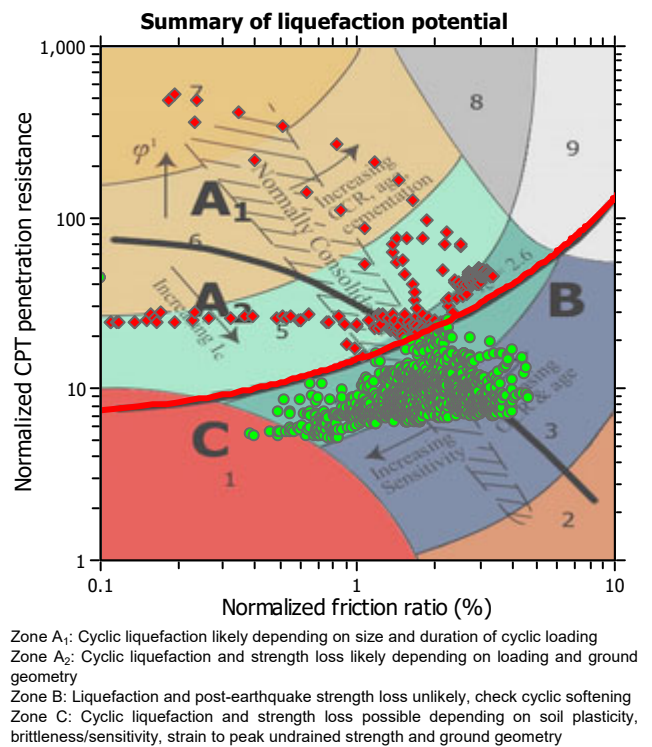 Summary of liquefaction potential
1,000
100
10
1
Normalized CPT penetration resistance
7
8
9
φ'
Increasing
OCR, age,
cementation
A1
Normally Consolidated
6
2.6
A2
B
Increasing Ic
5
C
1
Increasing
Sensitivity
OCR & age
3
2
0.1
1
10
Normalized friction ratio (%)
Zone A1: Cyclic liquefaction likely depending on size and duration of cyclic loading
Zone A2: Cyclic liquefaction and strength loss likely depending on loading and ground
geometry
Zone B: Liquefaction and post-earthquake strength loss unlikely, check cyclic softening
Zone C: Cyclic liquefaction and strength loss possible depending on soil plasticity,
brittleness/sensitivity, strain to peak undrained strength and ground geometry